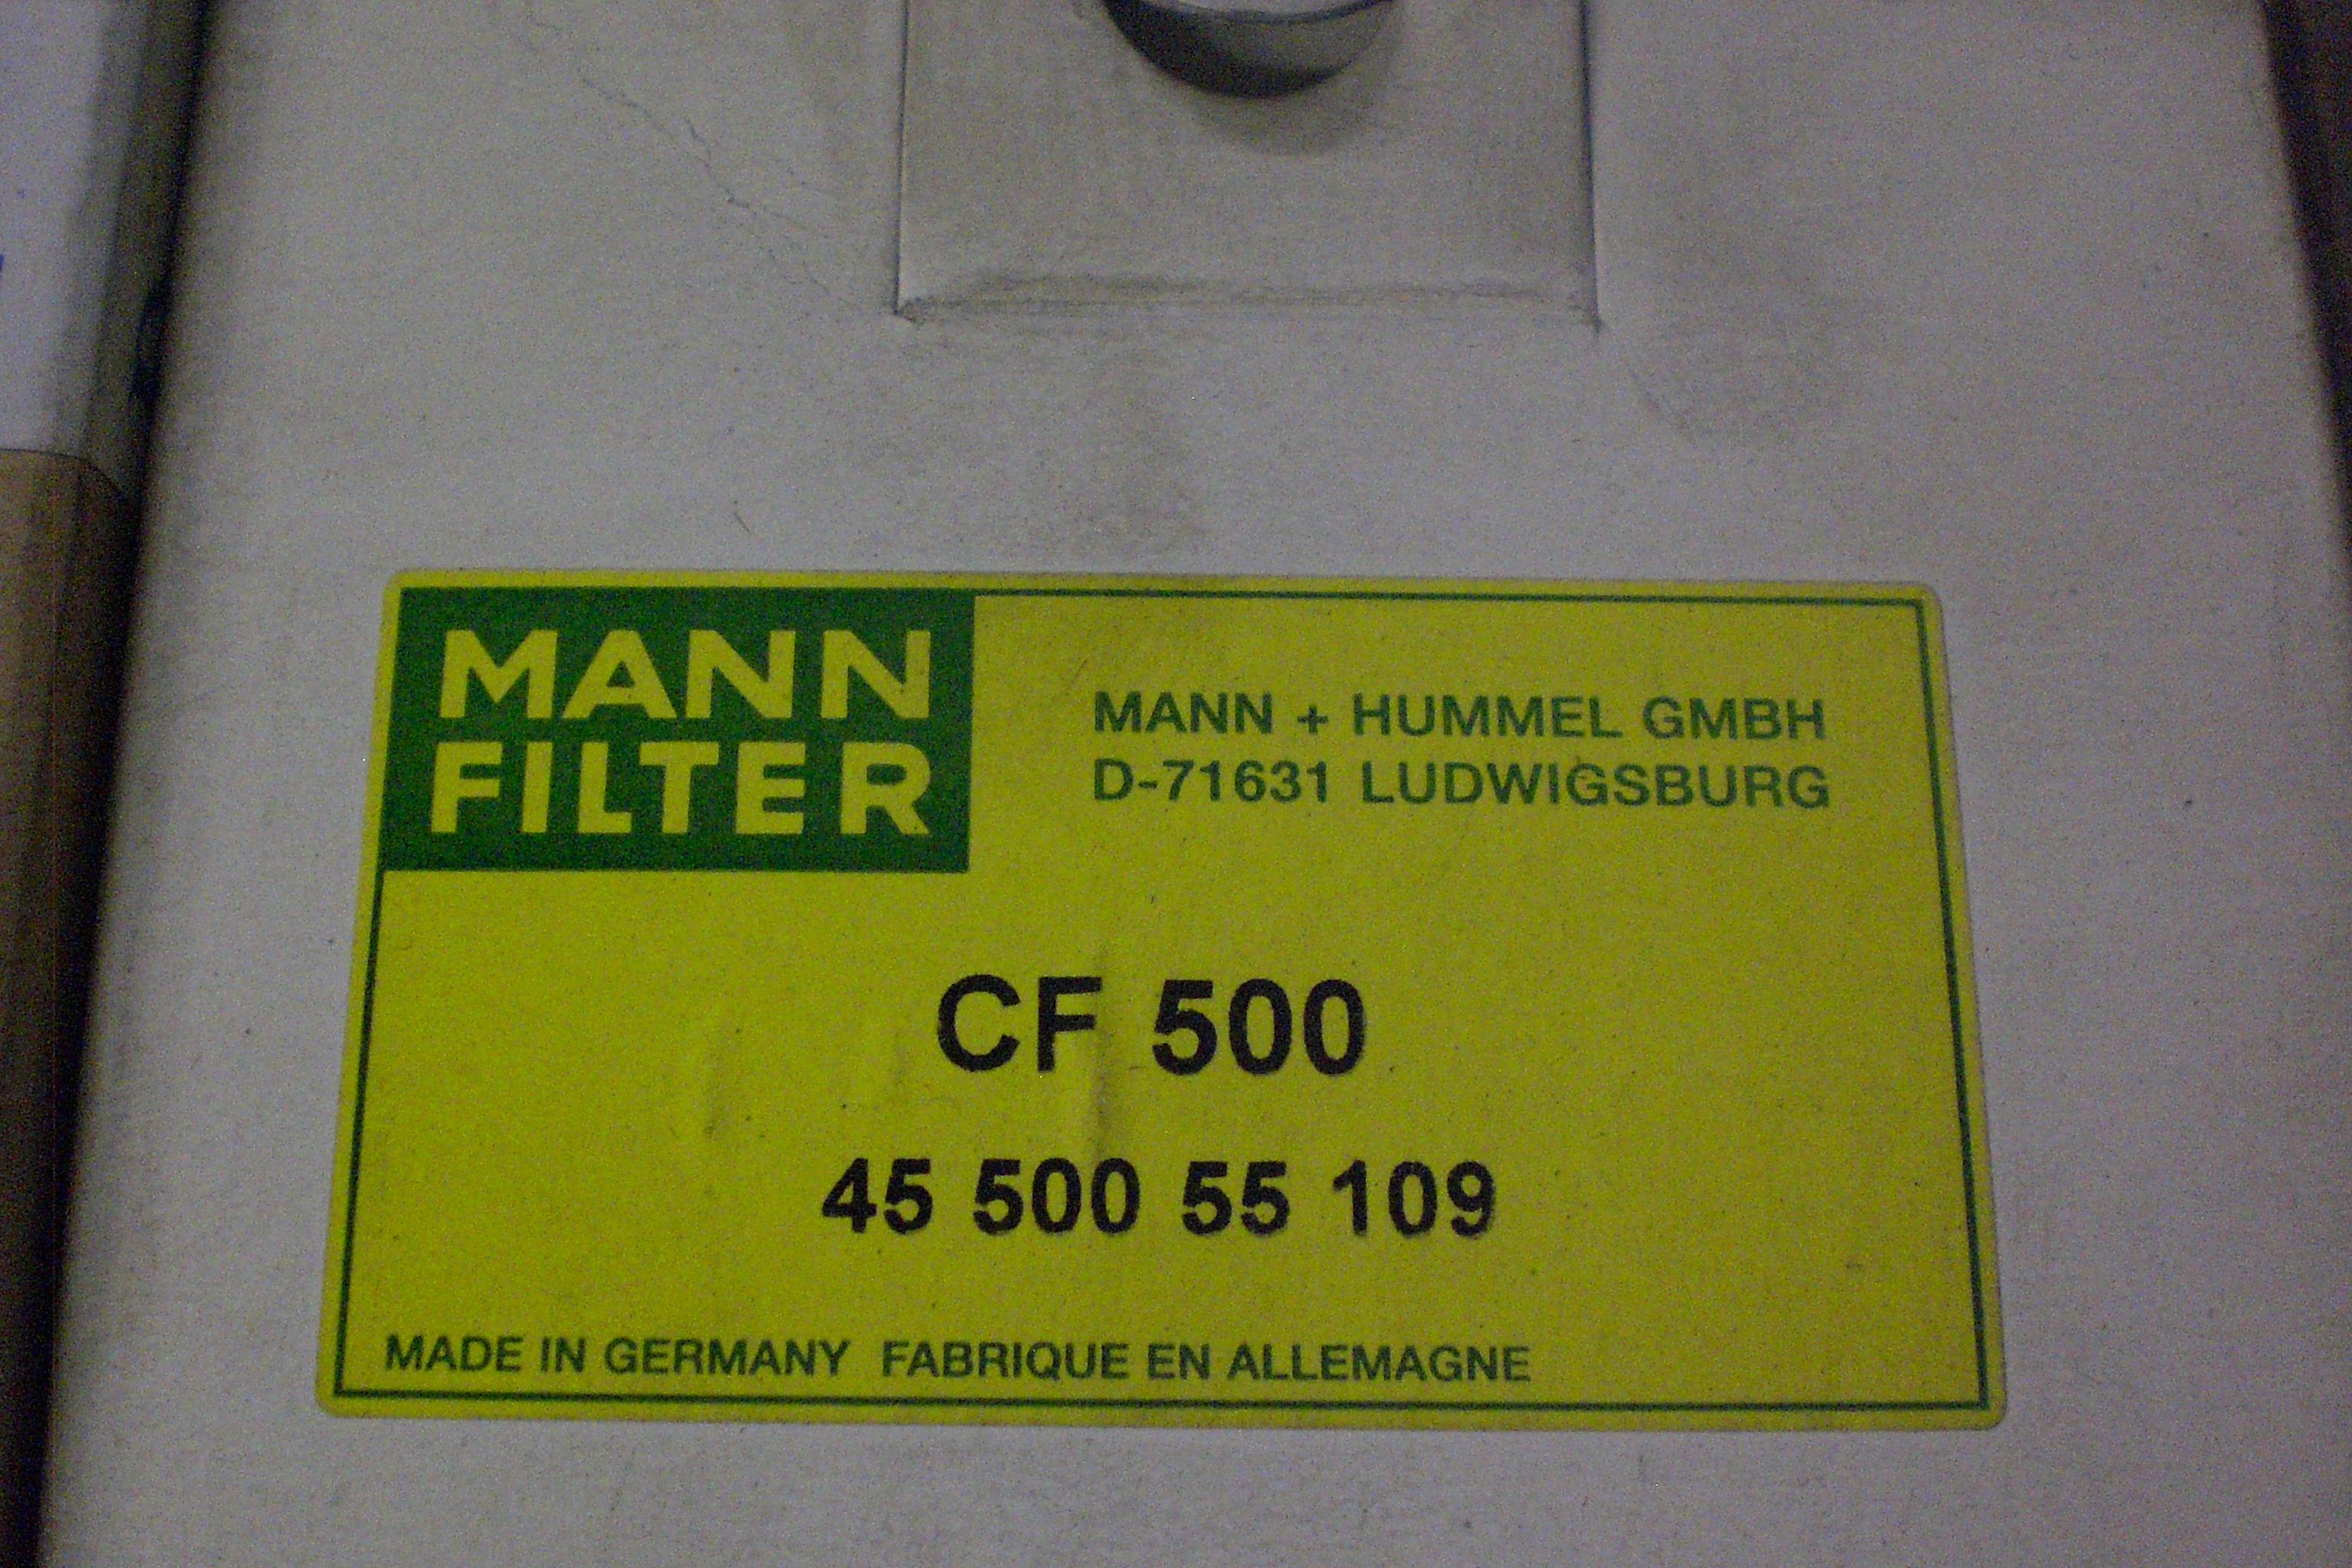 MANN
FILTER
MANN + HUMMEL GMBH
D-71631 LUDWIGSBURG
CF 500
45 500 55 109
MADE IN GERMANY FABRIQUE EN ALLEMAGNE